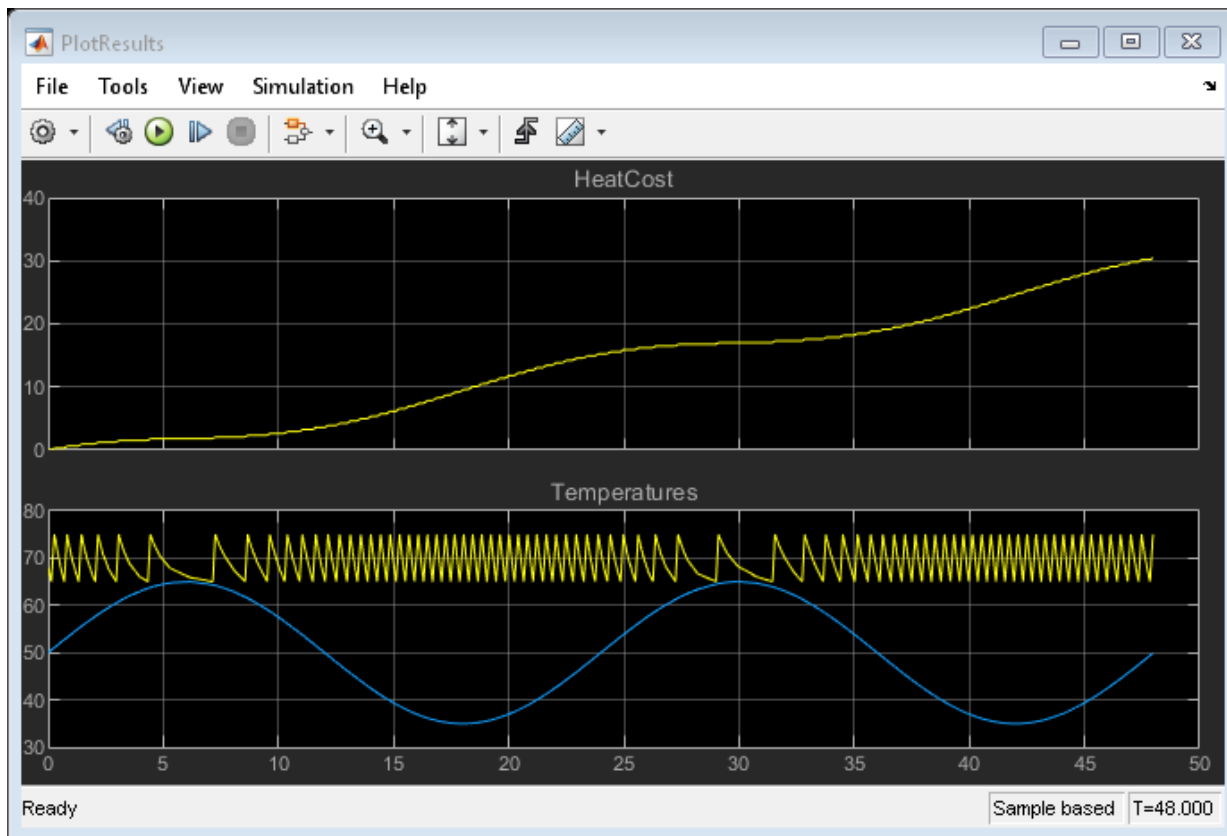 PlotResults
File Tools View Simulation Help
HeatCost
40
30
20
10
0
Temperatures
80
70
60
50
40
30
0 5 10 15 20 25 30 35 40 45 50
Ready Sample based T=48.000